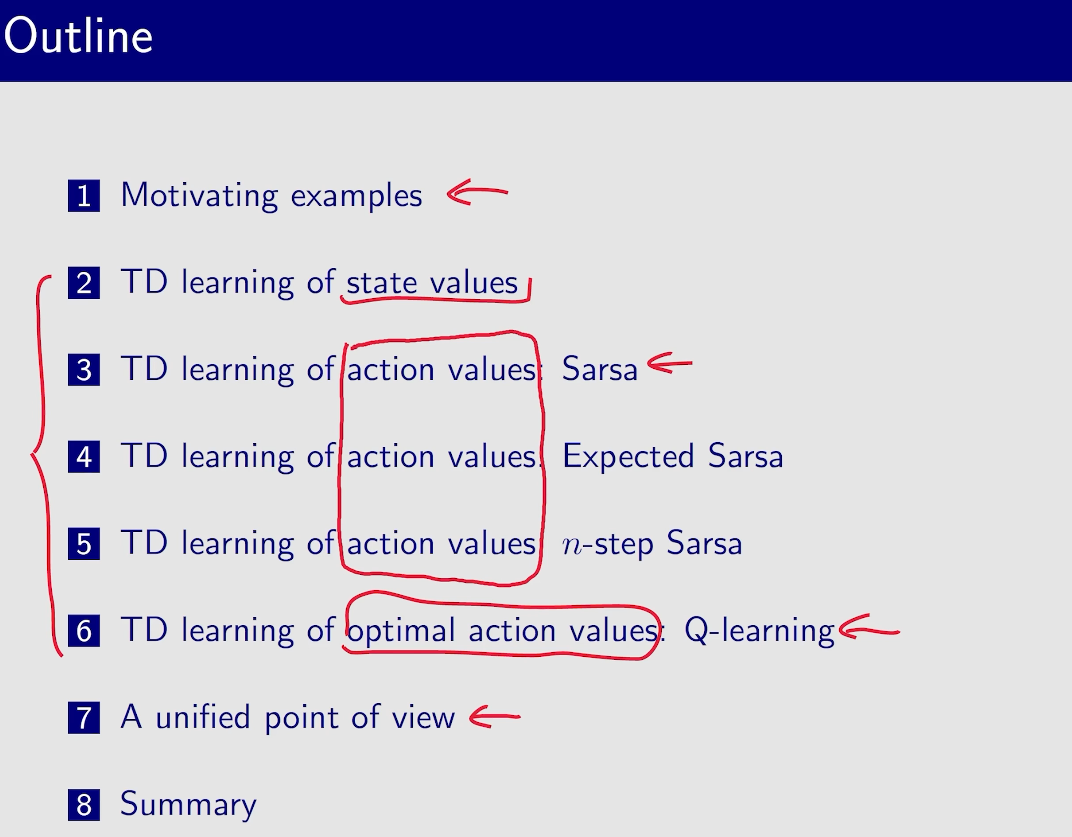 Outline
1 Motivating examples
2 TD learning of state values
3 TD learning of action values: Sarsa
4 TD learning of action values: Expected Sarsa
5 TD learning of action values: n-step Sarsa
6 TD learning of optimal action values: Q-learning
7 A unified point of view
8 Summary